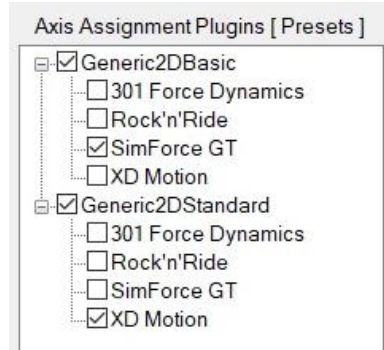 Axis Assignment Plugins [ Presets ]
Generic2DBasic
301 Force Dynamics
Rock'n'Ride
SimForce GT
XD Motion
Generic2DStandard
301 Force Dynamics
Rock'n'Ride
SimForce GT
XD Motion